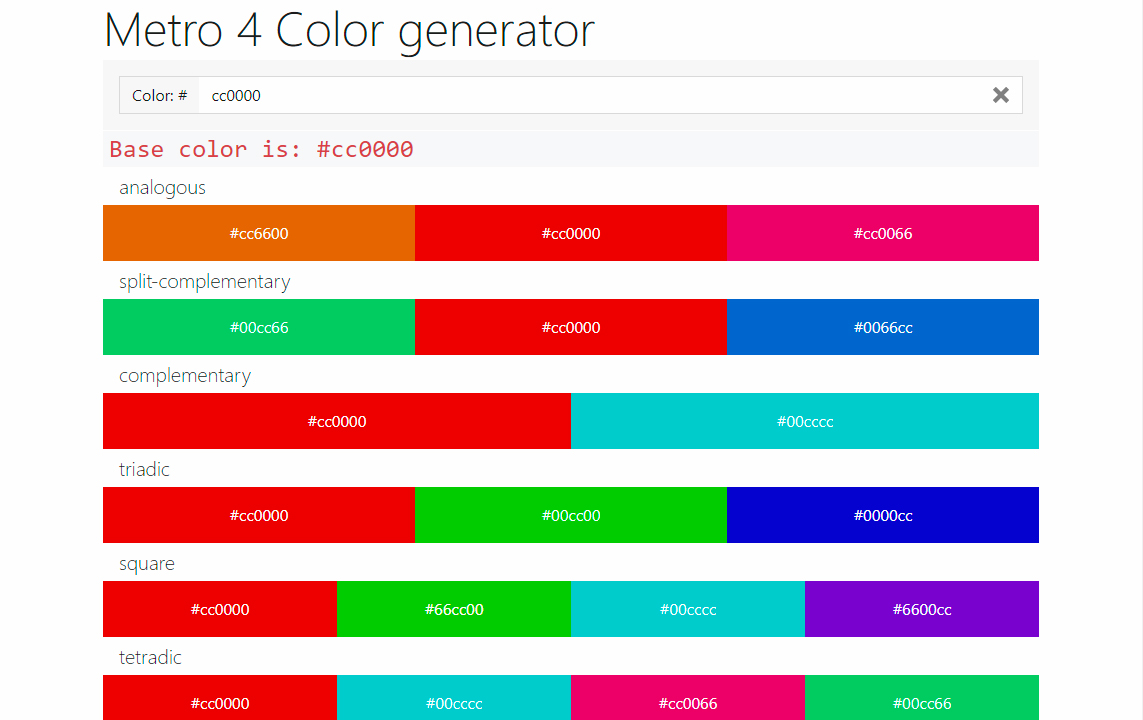 Metro 4 Color generator
Color: # cc0000
Base color is: #cc0000
analogous
#cc6600 #cc0000 #cc0066
split-complementary
#00cc66 #cc0000 #0066cc
complementary
#cc0000 #00cccc
triadic
#cc0000 #00cc00 #0000cc
square
#cc0000 #66cc00 #00cccc #6600cc
tetradic
#cc0000 #00cccc #cc0066 #00cc66